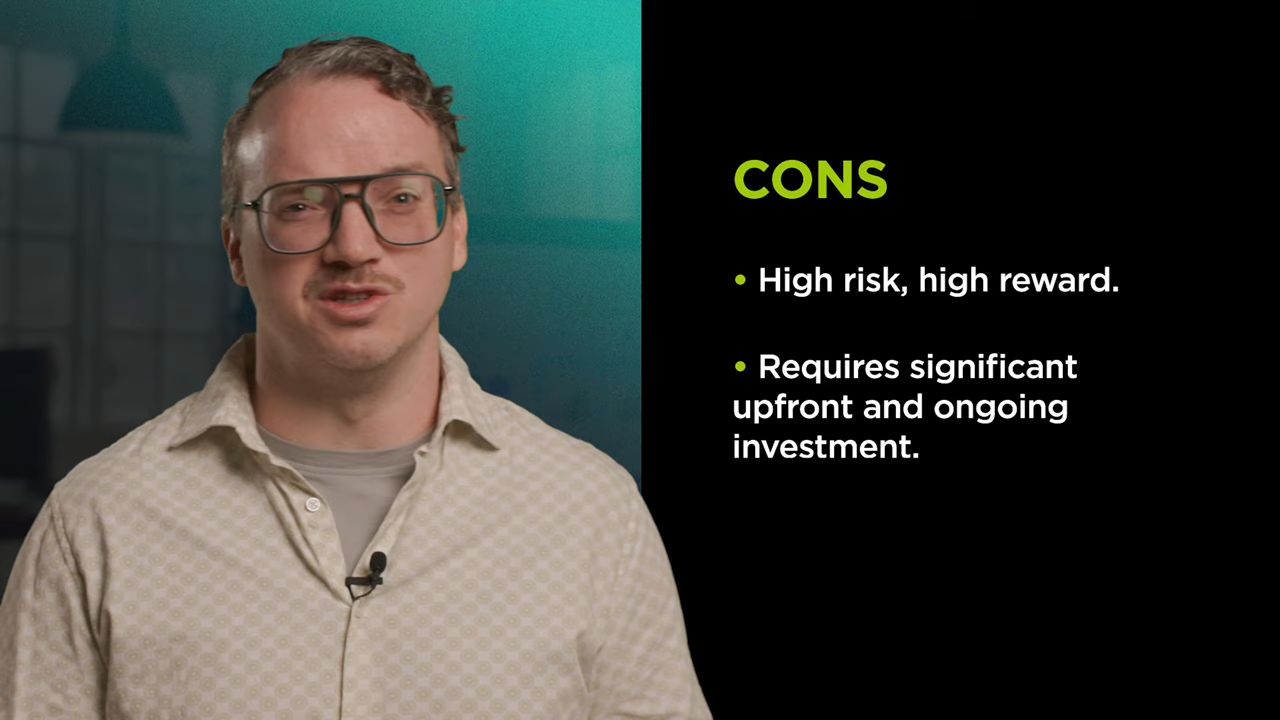 CONS
• High risk, high reward.
• Requires significant
upfront and ongoing
investment.